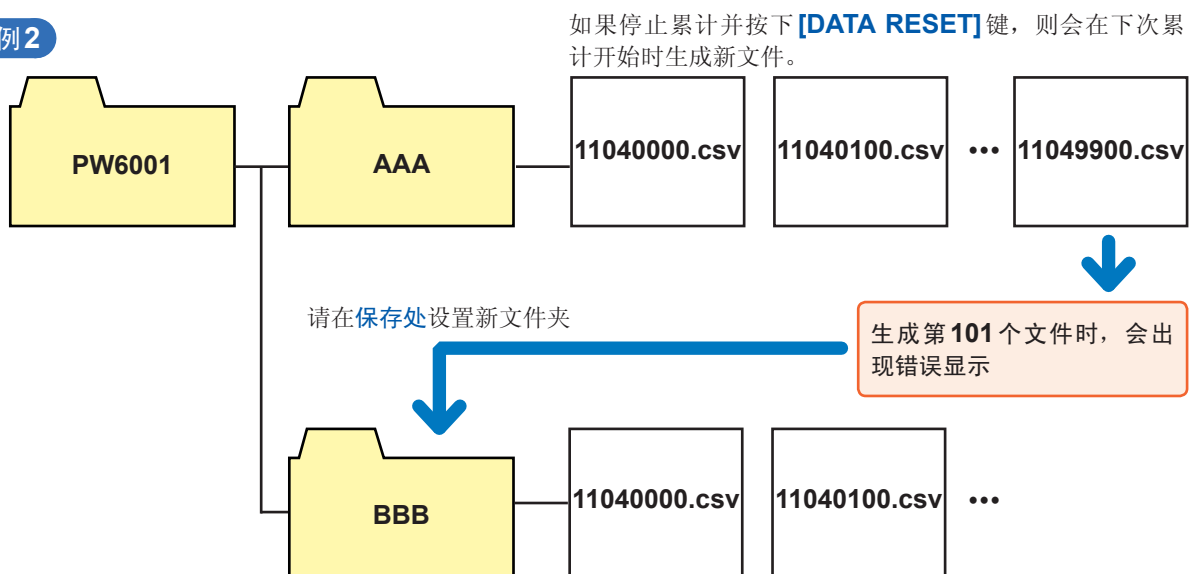 例2
如果停止累计并按下[DATA RESET]键，则会在下次累
计开始时生成新文件。
PW6001
AAA
11040000.csv
11040100.csv
•••
11049900.csv
请在保存处设置新文件夹
生成第101个文件时，会出
现错误显示
BBB
11040000.csv
11040100.csv
•••